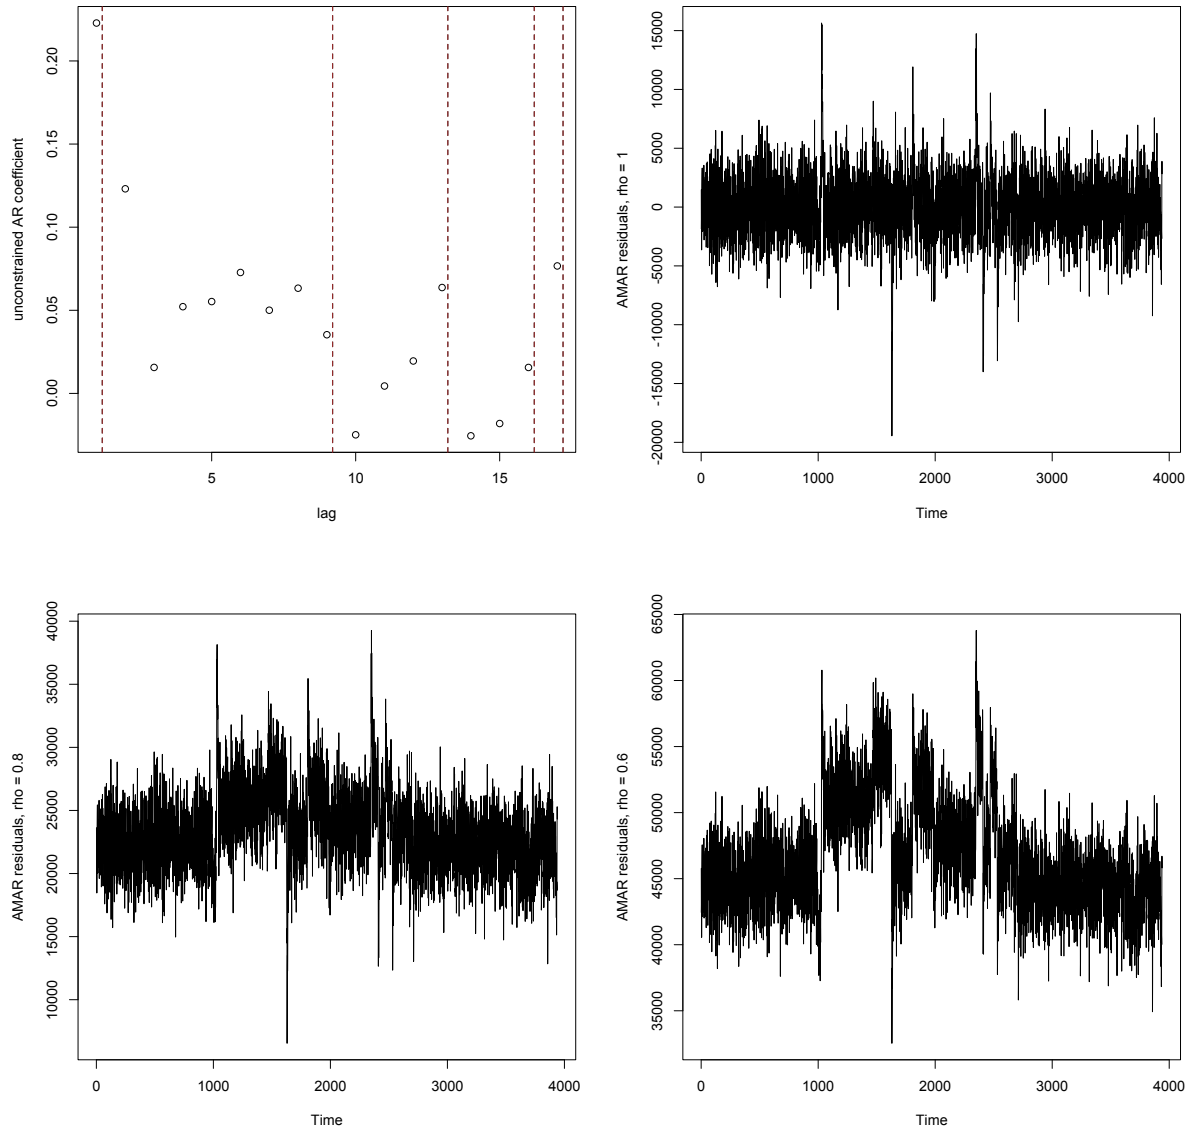 unconstrained AR coefficient
0.00 0.05 0.10 0.15 0.20
5 10 15
lag
AMAR residuals, rho = 1
-20000 -15000 -10000 -5000 0 5000 10000 15000
0 1000 2000 3000 4000
Time
AMAR residuals, rho = 0.8
10000 15000 20000 25000 30000 35000 40000
0 1000 2000 3000 4000
Time
AMAR residuals, rho = 0.6
35000 40000 45000 50000 55000 60000 65000
0 1000 2000 3000 4000
Time